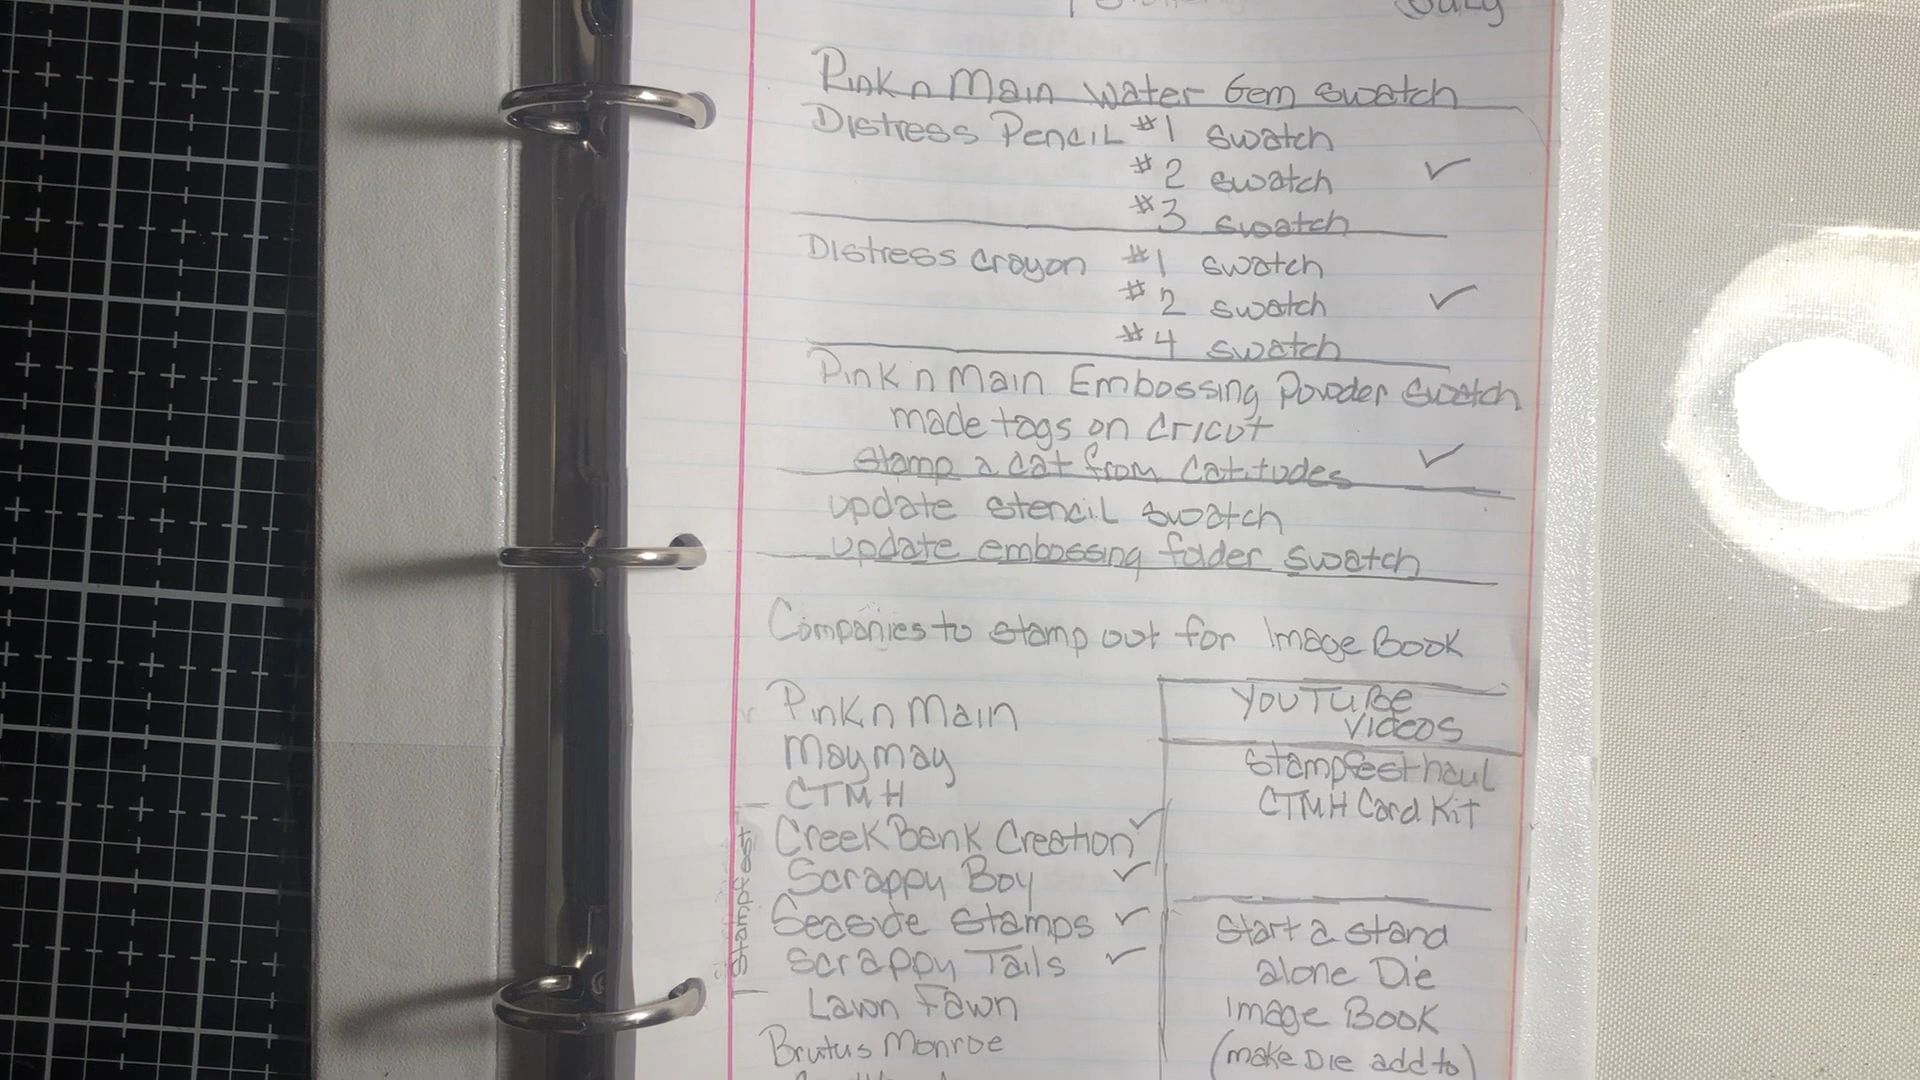 July
Pink n Main Water Gem Swatch
Distress Pencil #1 swatch
#2 swatch ✓
#3 swatch
Distress crayon #1 swatch
#2 swatch ✓
#4 swatch
Pink n Main Embossing Powder swatch
made tags on cricut
stamp a cat from Catitudes ✓
update stencil swatch
update embossing folder swatch
Companies to stamp out for Image Book
Pink n Main
Maymay
CTMH
Creek Bank Creation ✓
Scrappy Boy ✓
Seaside Stamps ✓
Scrappy Tails ✓
Lawn Fawn
Brutus Monroe
Stampfest
YouTube
Videos
Stampfest haul
CTMH Card Kit
Start a stand
alone Die
Image Book
(make Die add to)